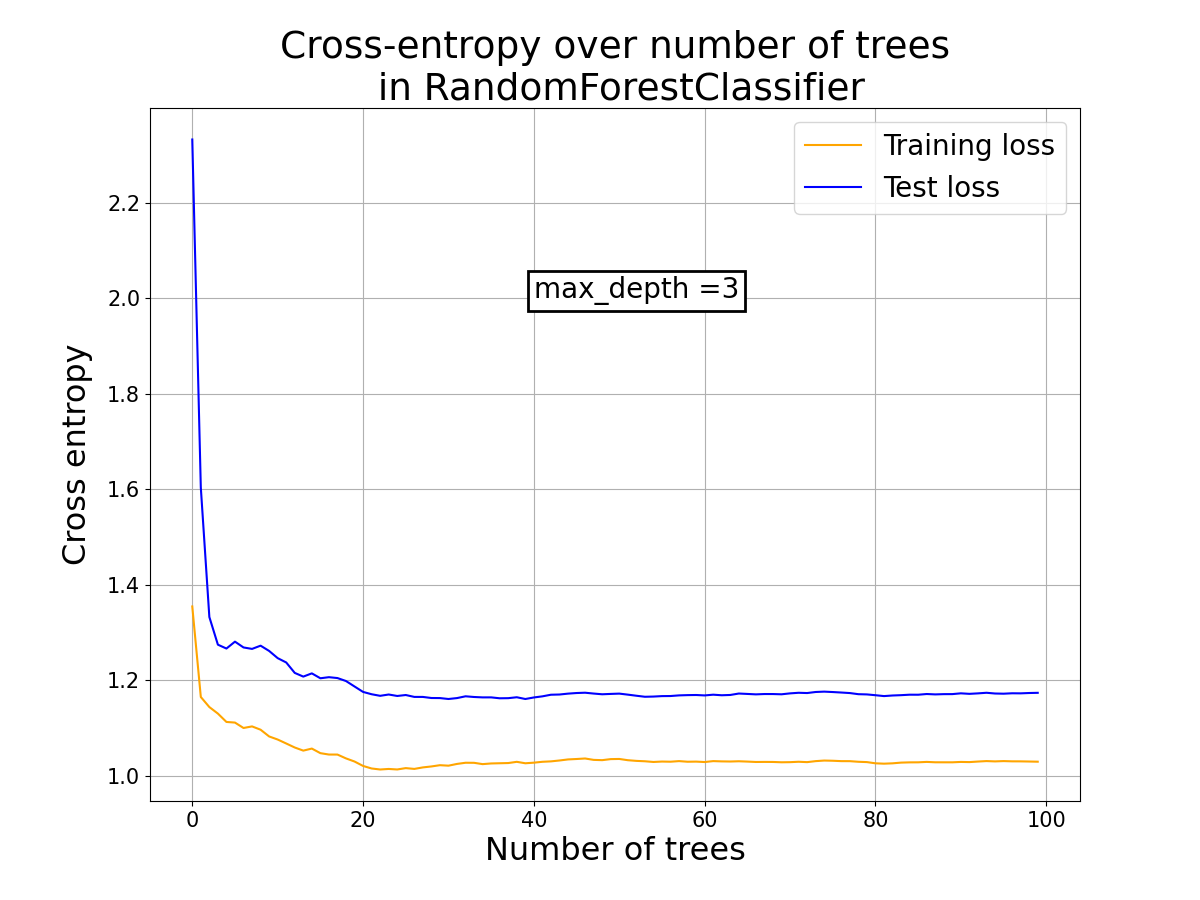 Cross-entropy over number of trees
in RandomForestClassifier
Training loss
Test loss
max_depth =3
Cross entropy
2.2
2.0
1.8
1.6
1.4
1.2
1.0
0 20 40 60 80 100
Number of trees